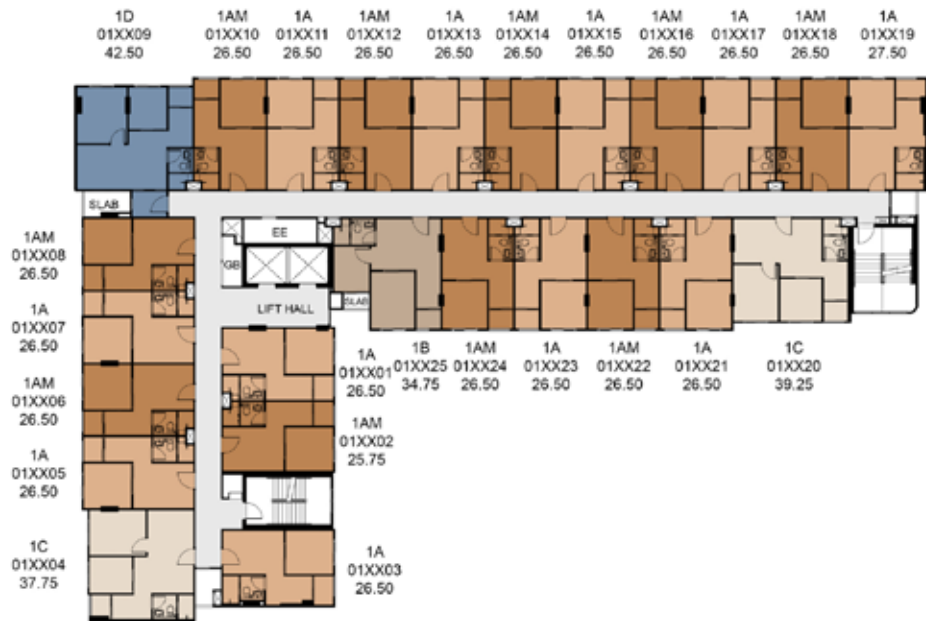 1D
01XX09
42.50
1AM
01XX10
26.50
1A
01XX11
26.50
1AM
01XX12
26.50
1A
01XX13
26.50
1AM
01XX14
26.50
1A
01XX15
26.50
1AM
01XX16
26.50
1A
01XX17
26.50
1AM
01XX18
26.50
1A
01XX19
27.50
SLAB
EE
GB
LIFT HALL
SLAB
1AM
01XX08
26.50
1A
01XX07
26.50
1AM
01XX06
26.50
1A
01XX05
26.50
1C
01XX04
37.75
1A
01XX01
26.50
1AM
01XX02
25.75
1A
01XX03
26.50
1B
01XX25
34.75
1AM
01XX24
26.50
1A
01XX23
26.50
1AM
01XX22
26.50
1A
01XX21
26.50
1C
01XX20
39.25